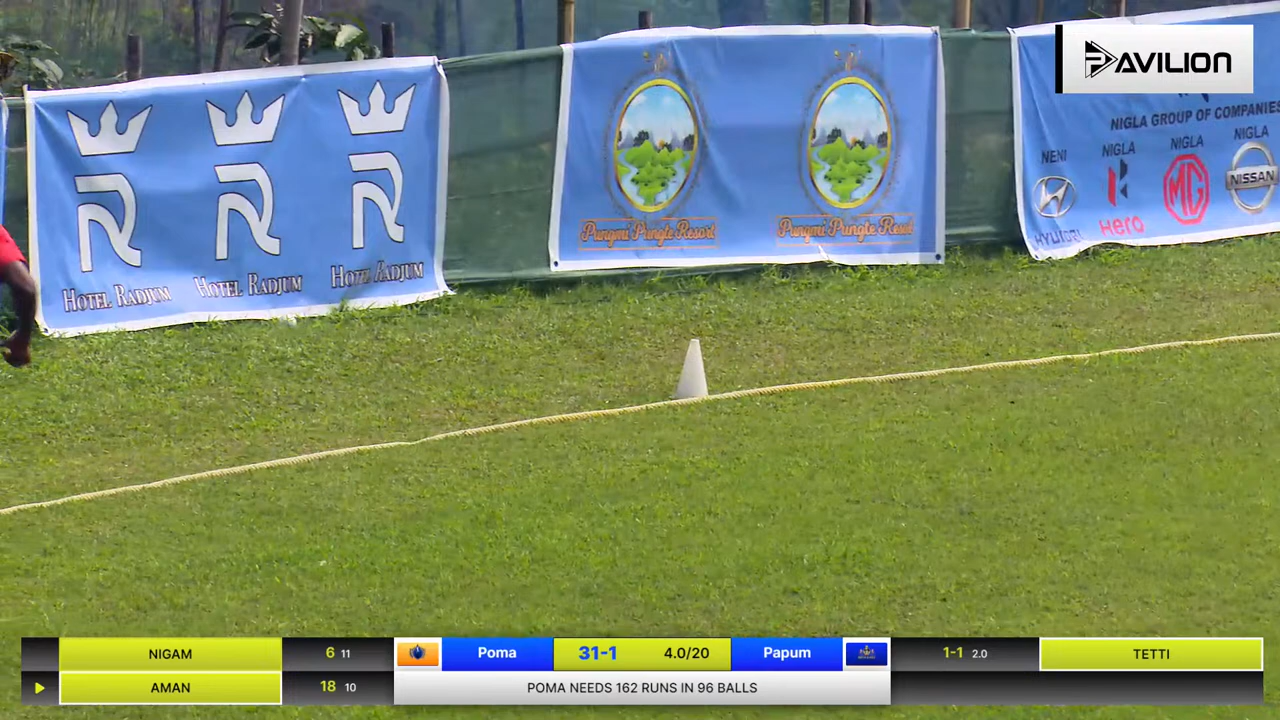 PAVILION
HOTEL RADJUM
HOTEL RADJUM
HOTEL RADJUM
Pungmi Pungle Resort
Pungmi Pungle Resort
NIGLA GROUP OF COMPANIES
NENI
HYUNDAI
NIGLA
Hero
NIGLA
MG
NIGLA
NISSAN
NIGAM 6 11
AMAN 18 10
Poma 31-1 4.0/20 Papum
POMA NEEDS 162 RUNS IN 96 BALLS
1-1 2.0 TETTI